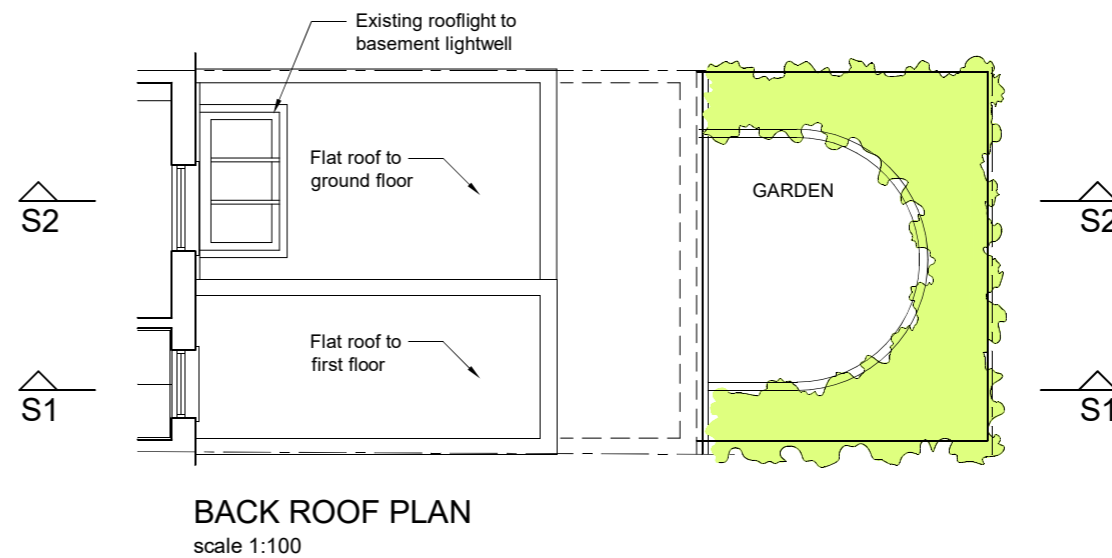 Existing rooflight to
basement lightwell
Flat roof to
ground floor
GARDEN
S2
S2
Flat roof to
first floor
S1
S1
BACK ROOF PLAN
scale 1:100